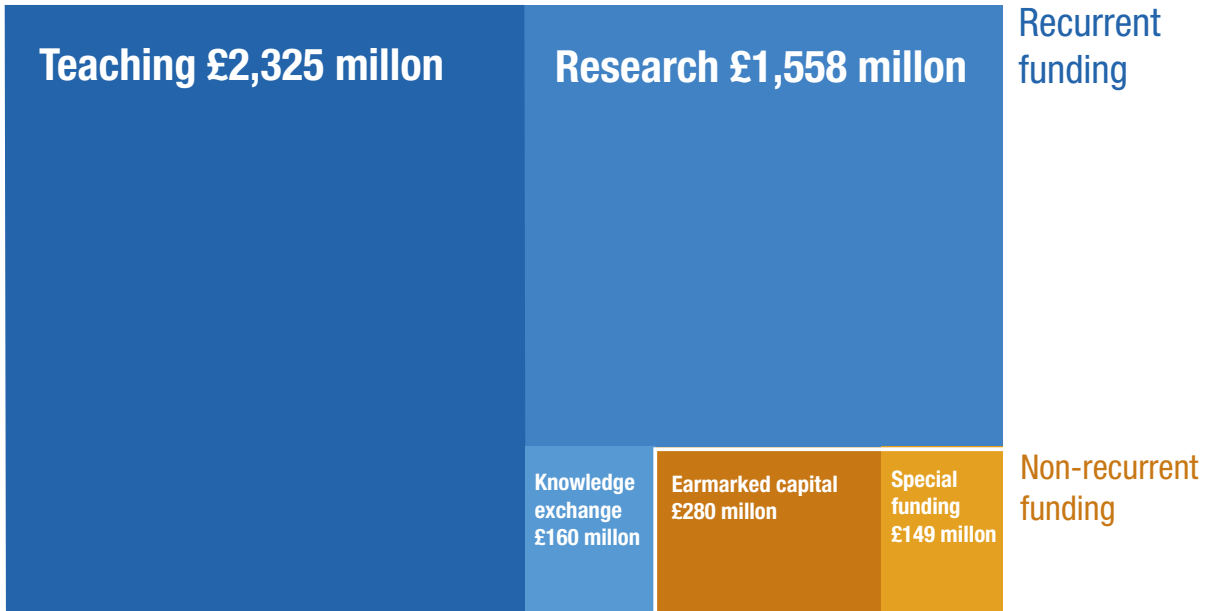 Teaching £2,325 millon
Research £1,558 millon
Recurrent
funding
Knowledge
exchange
£160 millon
Earmarked capital
£280 millon
Special
funding
£149 millon
Non-recurrent
funding